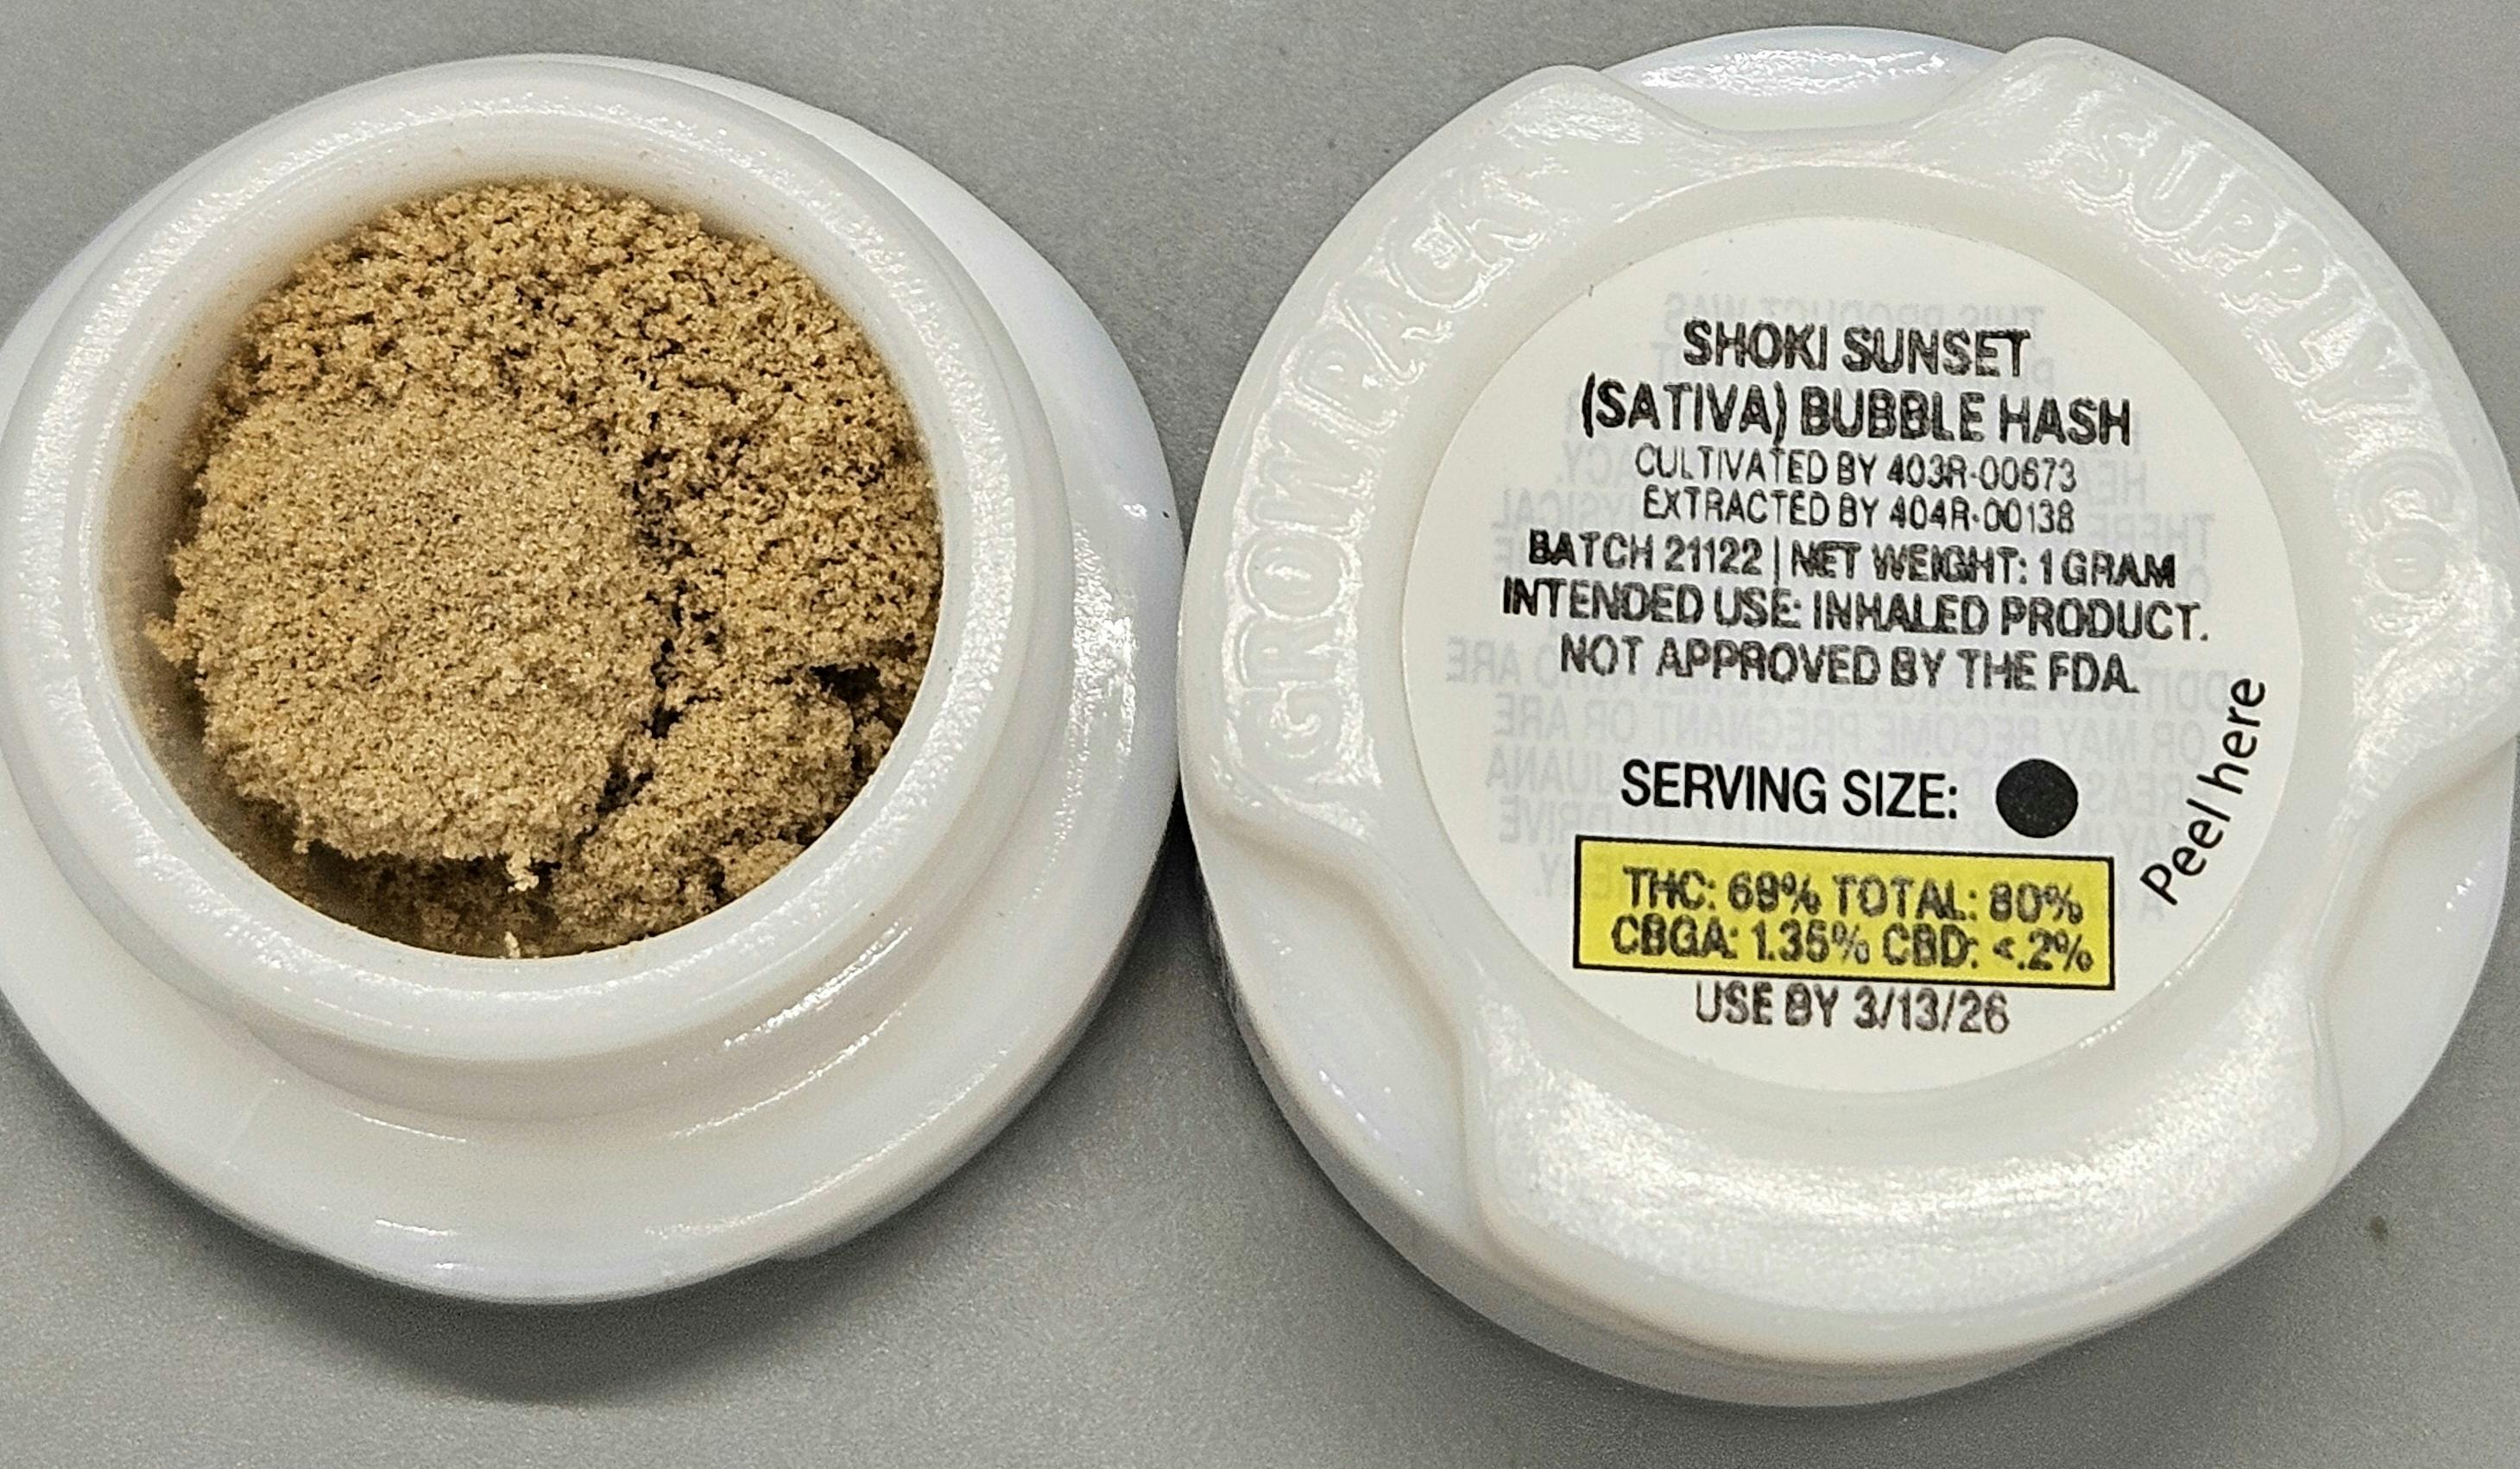 GROW PACK SUPPLY CO.
SHOKI SUNSET
(SATIVA) BUBBLE HASH
CULTIVATED BY 403R-00673
EXTRACTED BY 404R-00138
BATCH 21122 | NET WEIGHT: 1 GRAM
INTENDED USE: INHALED PRODUCT.
NOT APPROVED BY THE FDA.
SERVING SIZE:
Peel here
THC: 69% TOTAL: 80%
CBGA: 1.35% CBD: <.2%
USE BY 3/13/26